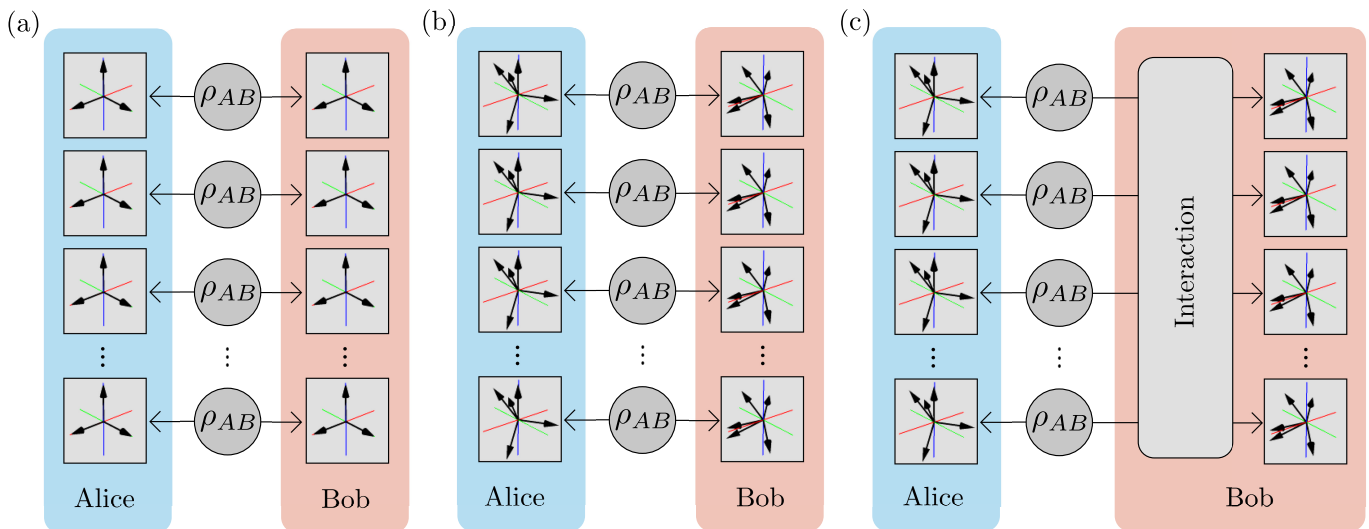 (a)
ρAB
ρAB
ρAB
⋮ ⋮ ⋮
ρAB
Alice Bob
(b)
ρAB
ρAB
ρAB
⋮ ⋮ ⋮
ρAB
Alice Bob
(c)
ρAB
ρAB
ρAB
⋮ ⋮ ⋮
ρAB
Interaction
Alice Bob